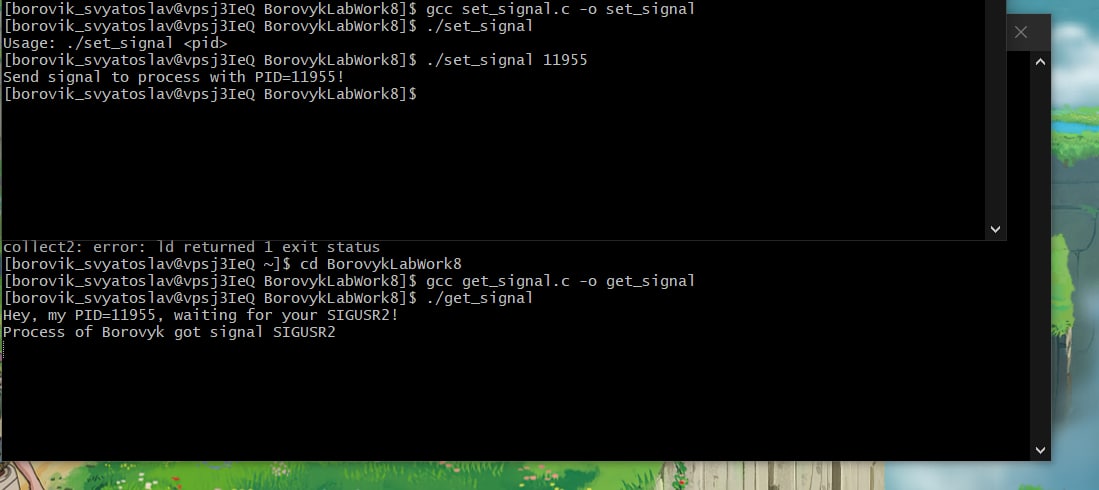 [borovik_svyatoslav@vpsj3IeQ BorovykLabWork8]$ gcc set_signal.c -o set_signal
[borovik_svyatoslav@vpsj3IeQ BorovykLabWork8]$ ./set_signal
Usage: ./set_signal <pid>
[borovik_svyatoslav@vpsj3IeQ BorovykLabWork8]$ ./set_signal 11955
Send signal to process with PID=11955!
[borovik_svyatoslav@vpsj3IeQ BorovykLabWork8]$
collect2: error: ld returned 1 exit status
[borovik_svyatoslav@vpsj3IeQ ~]$ cd BorovykLabWork8
[borovik_svyatoslav@vpsj3IeQ BorovykLabWork8]$ gcc get_signal.c -o get_signal
[borovik_svyatoslav@vpsj3IeQ BorovykLabWork8]$ ./get_signal
Hey, my PID=11955, waiting for your SIGUSR2!
Process of Borovyk got signal SIGUSR2